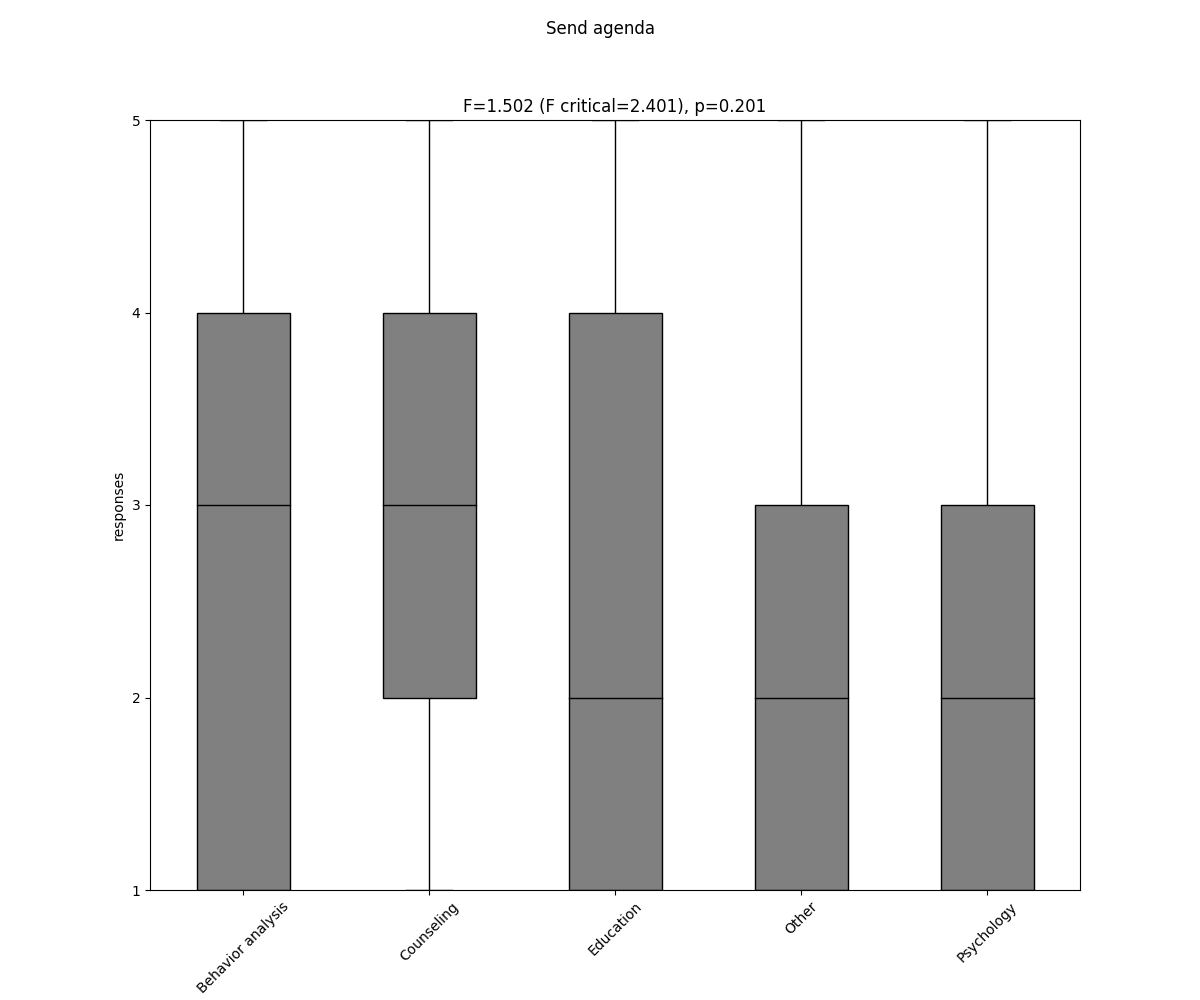 Send agenda
F=1.502 (F critical=2.401), p=0.201
5
4
3
2
1
responses
Behavior analysis
Counseling
Education
Other
Psychology